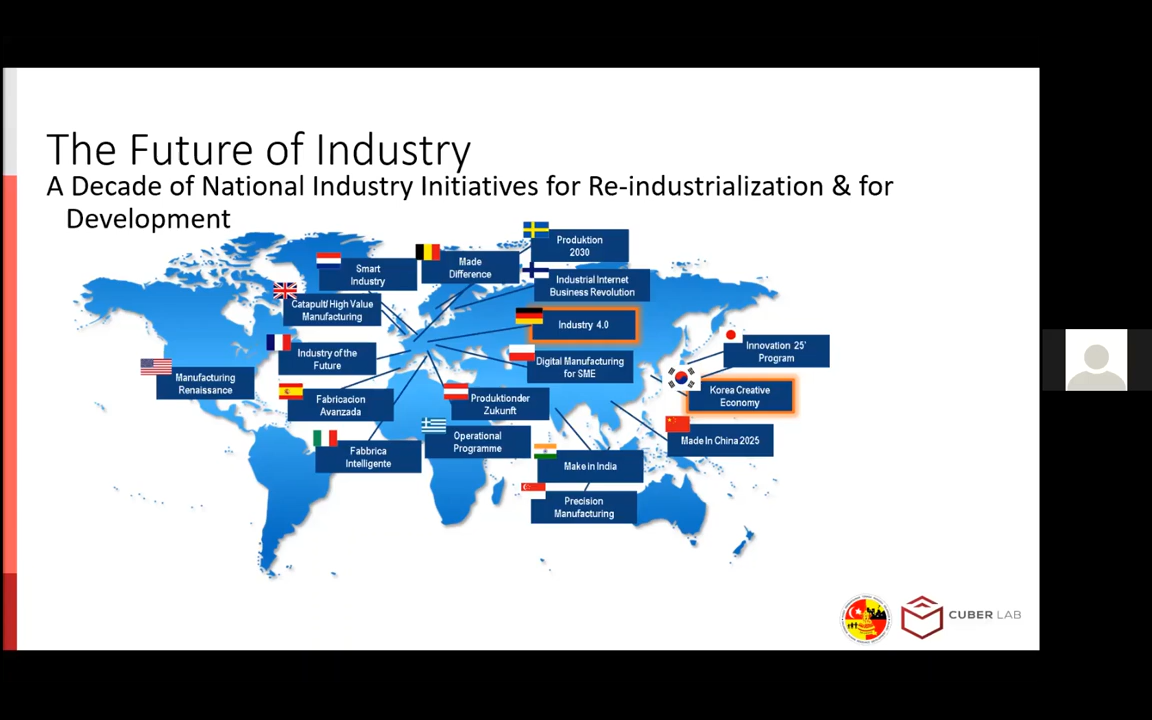 The Future of Industry
A Decade of National Industry Initiatives for Re-industrialization & for
Development
Produktion
2030
Smart
Industry
Made
Difference
Industrial Internet
Business Revolution
Catapult/ High Value
Manufacturing
Industry 4.0
Innovation 25'
Program
Industry of the
Future
Digital Manufacturing
for SME
Manufacturing
Renaissance
Korea Creative
Economy
Fabricacion
Avanzada
Produktionder
Zukunft
Operational
Programme
Made In China 2025
Fabbrica
Intelligente
Make in India
Precision
Manufacturing
CUBER LAB